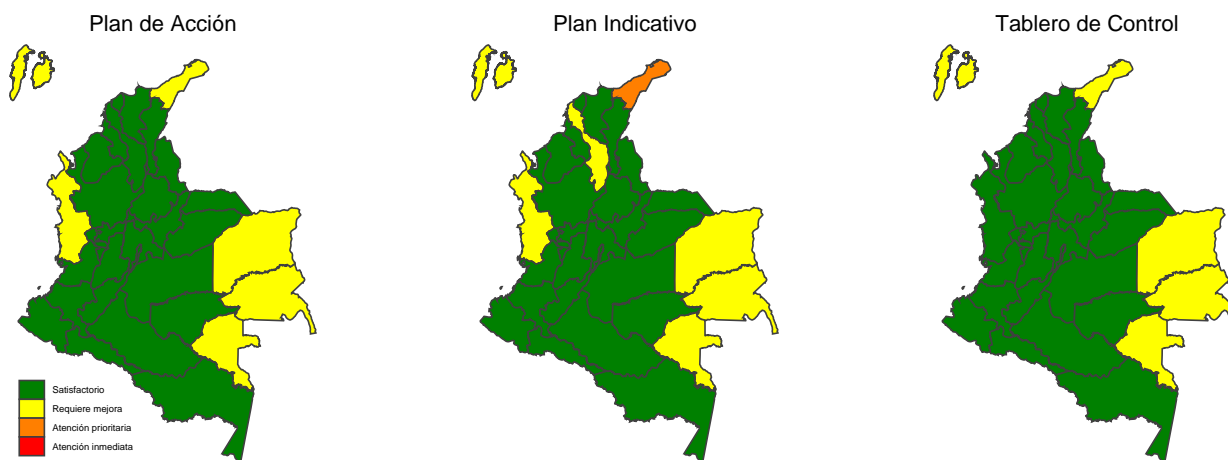 Plan de Acción
Plan Indicativo
Tablero de Control
Satisfactorio
Requiere mejora
Atención prioritaria
Atención inmediata